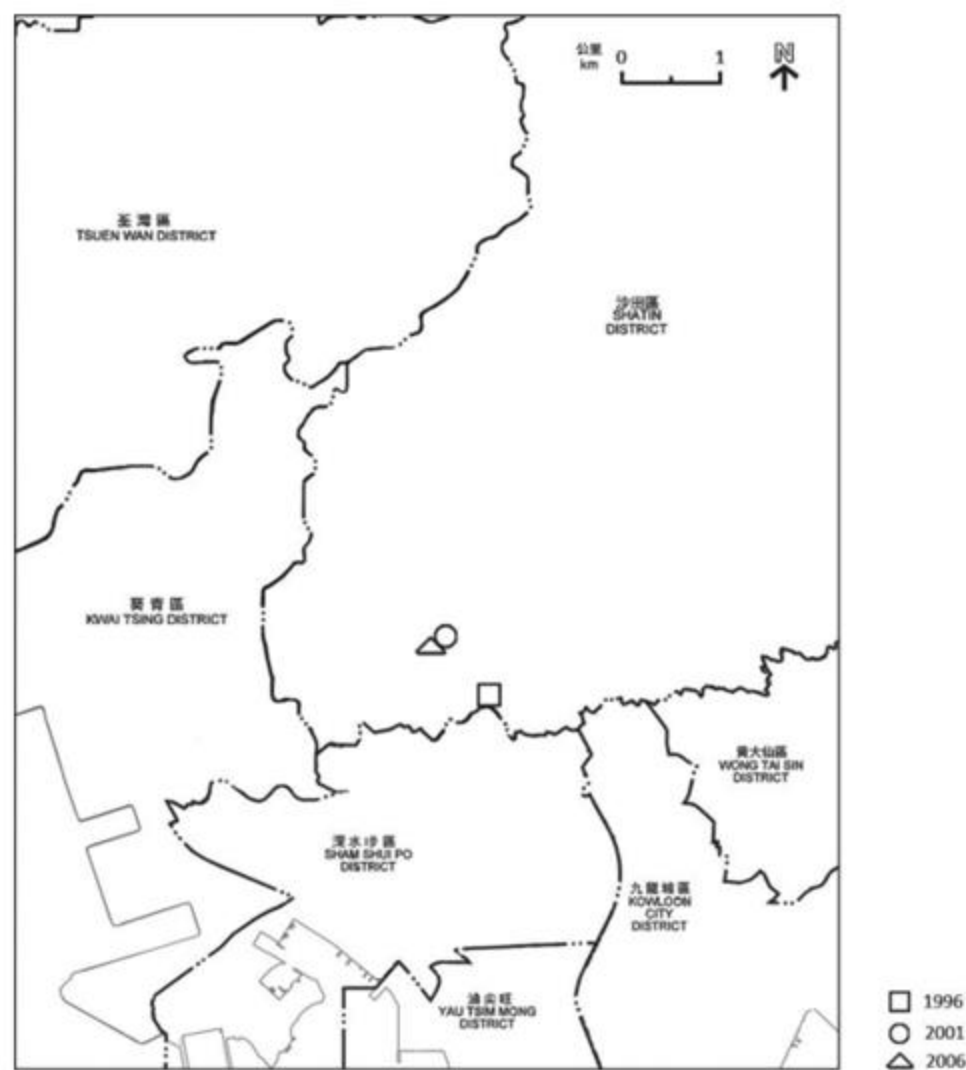 公里
km
0
1
N
荃灣區
TSUEN WAN DISTRICT
沙田區
SHATIN
DISTRICT
葵青區
KWAI TSING DISTRICT
黃大仙區
WONG TAI SIN
DISTRICT
深水埗區
SHAM SHUI PO
DISTRICT
九龍城區
KOWLOON
CITY
DISTRICT
油尖旺
YAU TSIM MONG
DISTRICT
1996
2001
2006